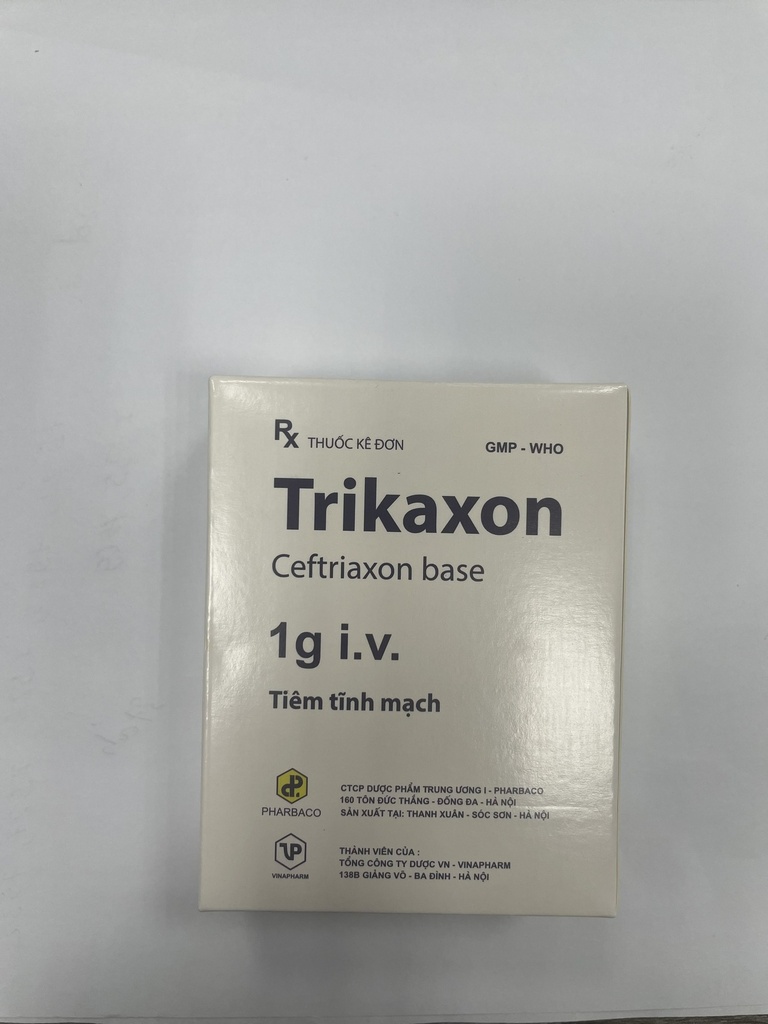 Rx THUỐC KÊ ĐƠN
GMP - WHO
Trikaxon
Ceftriaxon base
1g i.v.
Tiêm tĩnh mạch
PHARBACO
CTCP DƯỢC PHẨM TRUNG ƯƠNG I - PHARBACO
160 TÔN ĐỨC THẮNG - ĐỐNG ĐA - HÀ NỘI
SẢN XUẤT TẠI: THANH XUÂN - SÓC SƠN - HÀ NỘI
VINAPHARM
THÀNH VIÊN CỦA :
TỔNG CÔNG TY DƯỢC VN - VINAPHARM
138B GIẢNG VÕ - BA ĐÌNH - HÀ NỘI